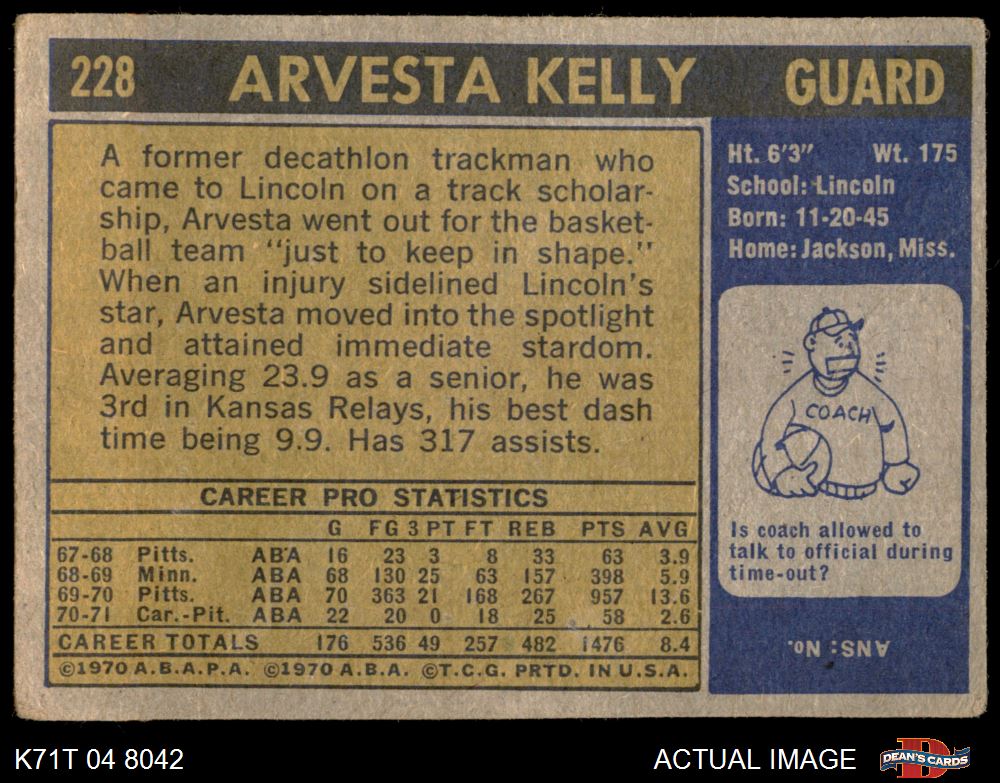 228 ARVESTA KELLY GUARD
A former decathlon trackman who
came to Lincoln on a track scholar-
ship, Arvesta went out for the basket-
ball team "just to keep in shape."
When an injury sidelined Lincoln's
star, Arvesta moved into the spotlight
and attained immediate stardom.
Averaging 23.9 as a senior, he was
3rd in Kansas Relays, his best dash
time being 9.9. Has 317 assists.
CAREER PRO STATISTICS
G FG 3 PT FT REB PTS AVG
67-68 Pitts. ABA 16 23 3 8 33 63 3.9
68-69 Minn. ABA 68 130 25 63 157 398 5.9
69-70 Pitts. ABA 70 363 21 168 267 957 13.6
70-71 Car.-Pit. ABA 22 20 0 18 25 58 2.6
CAREER TOTALS 176 536 49 257 482 1476 8.4
©1970 A.B.A.P.A. ©1970 A.B.A. ©T.C.G. PRTD. IN U.S.A.
Ht. 6'3" Wt. 175
School: Lincoln
Born: 11-20-45
Home: Jackson, Miss.
COACH
Is coach allowed to
talk to official during
time-out?
ANS: No.
K71T 04 8042 ACTUAL IMAGE DEAN'S CARDS